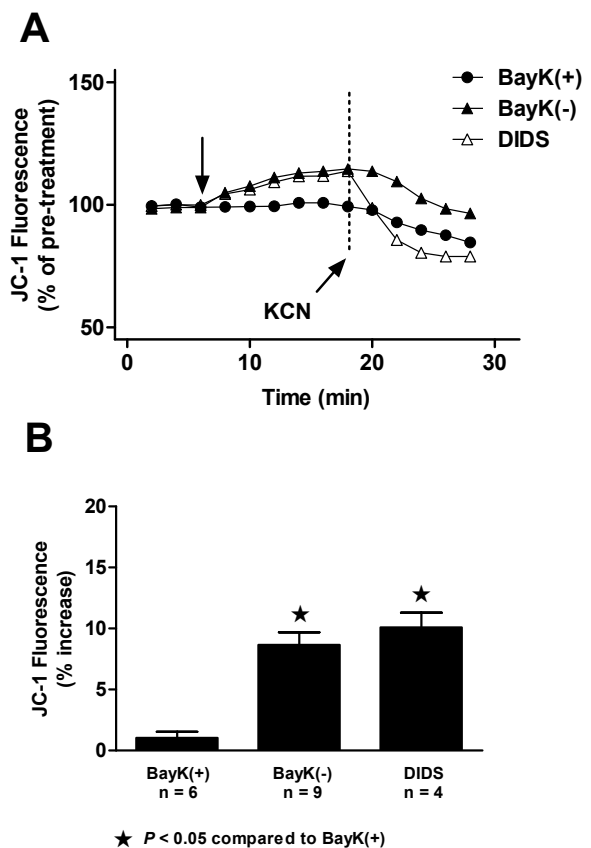 A
JC-1 Fluorescence
(% of pre-treatment)
150
100
50
BayK(+)
BayK(-)
DIDS
KCN
0 10 20 30
Time (min)
B
JC-1 Fluorescence
(% increase)
20
15
10
5
0
BayK(+) BayK(-) DIDS
n = 6 n = 9 n = 4
★ P < 0.05 compared to BayK(+)